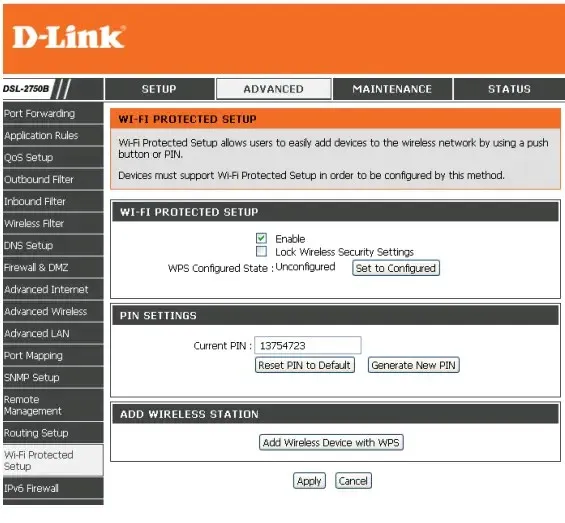 D-Link
DSL-2750B
SETUP
ADVANCED
MAINTENANCE
STATUS
Port Forwarding
Application Rules
QoS Setup
Outbound Filter
Inbound Filter
Wireless Filter
DNS Setup
Firewall & DMZ
Advanced Internet
Advanced Wireless
Advanced LAN
Port Mapping
SNMP Setup
Remote
Management
Routing Setup
Wi-Fi Protected
Setup
IPv6 Firewall
WI-FI PROTECTED SETUP
Wi-Fi Protected Setup allows users to easily add devices to the wireless network by using a push
button or PIN.
Devices must support Wi-Fi Protected Setup in order to be configured by this method.
WI-FI PROTECTED SETUP
Enable
Lock Wireless Security Settings
WPS Configured State : Unconfigured Set to Configured
PIN SETTINGS
Current PIN : 13754723
Reset PIN to Default Generate New PIN
ADD WIRELESS STATION
Add Wireless Device with WPS
Apply Cancel